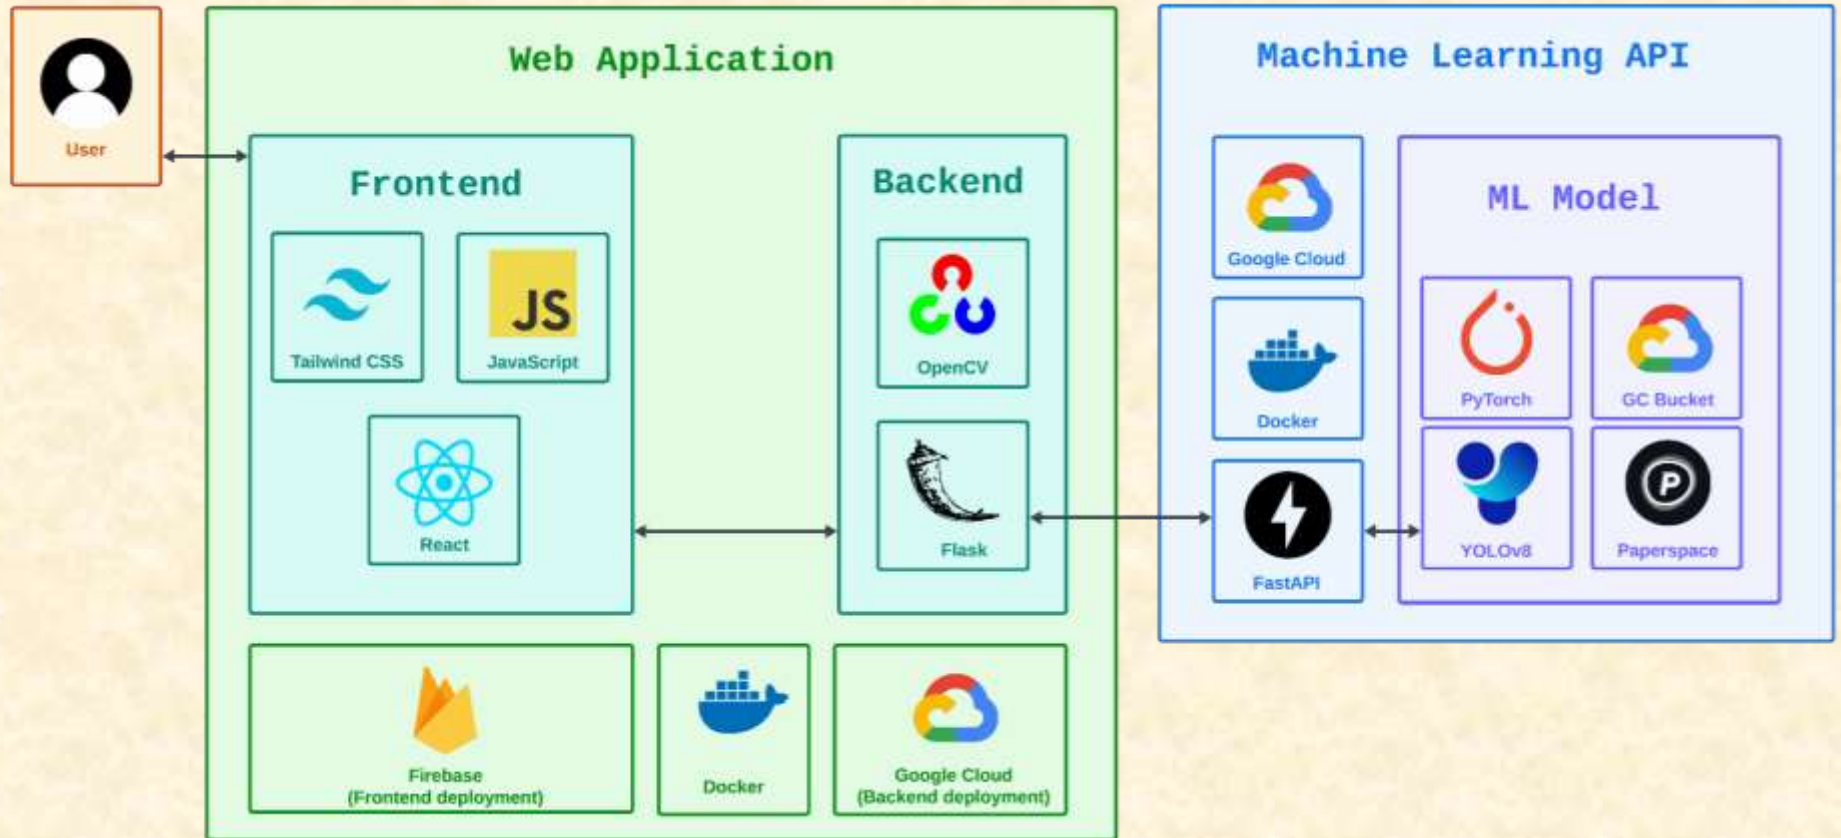 User
Web Application
Frontend
Tailwind CSS
JS
JavaScript
React
Backend
OpenCV
Flask
Firebase
(Frontend deployment)
Docker
Google Cloud
(Backend deployment)
Machine Learning API
Google Cloud
Docker
FastAPI
ML Model
PyTorch
GC Bucket
YOLOv8
P
Paperspace